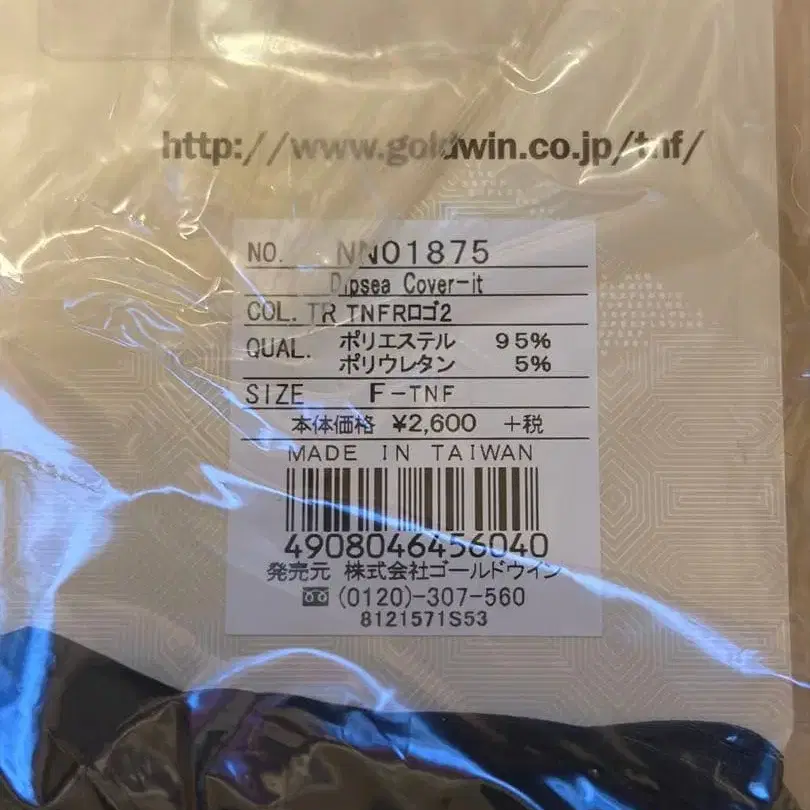 http://www.goldwin.co.jp/tnf/
NO. NN01875
Dipsea Cover-it
COL. TR TNFRロゴ2
QUAL. ポリエステル 95%
ポリウレタン 5%
SIZE F-TNF
本体価格 ¥2,600 +税
MADE IN TAIWAN
4908046456040
発売元 株式会社ゴールドウイン
(0120)-307-560
8121571S53